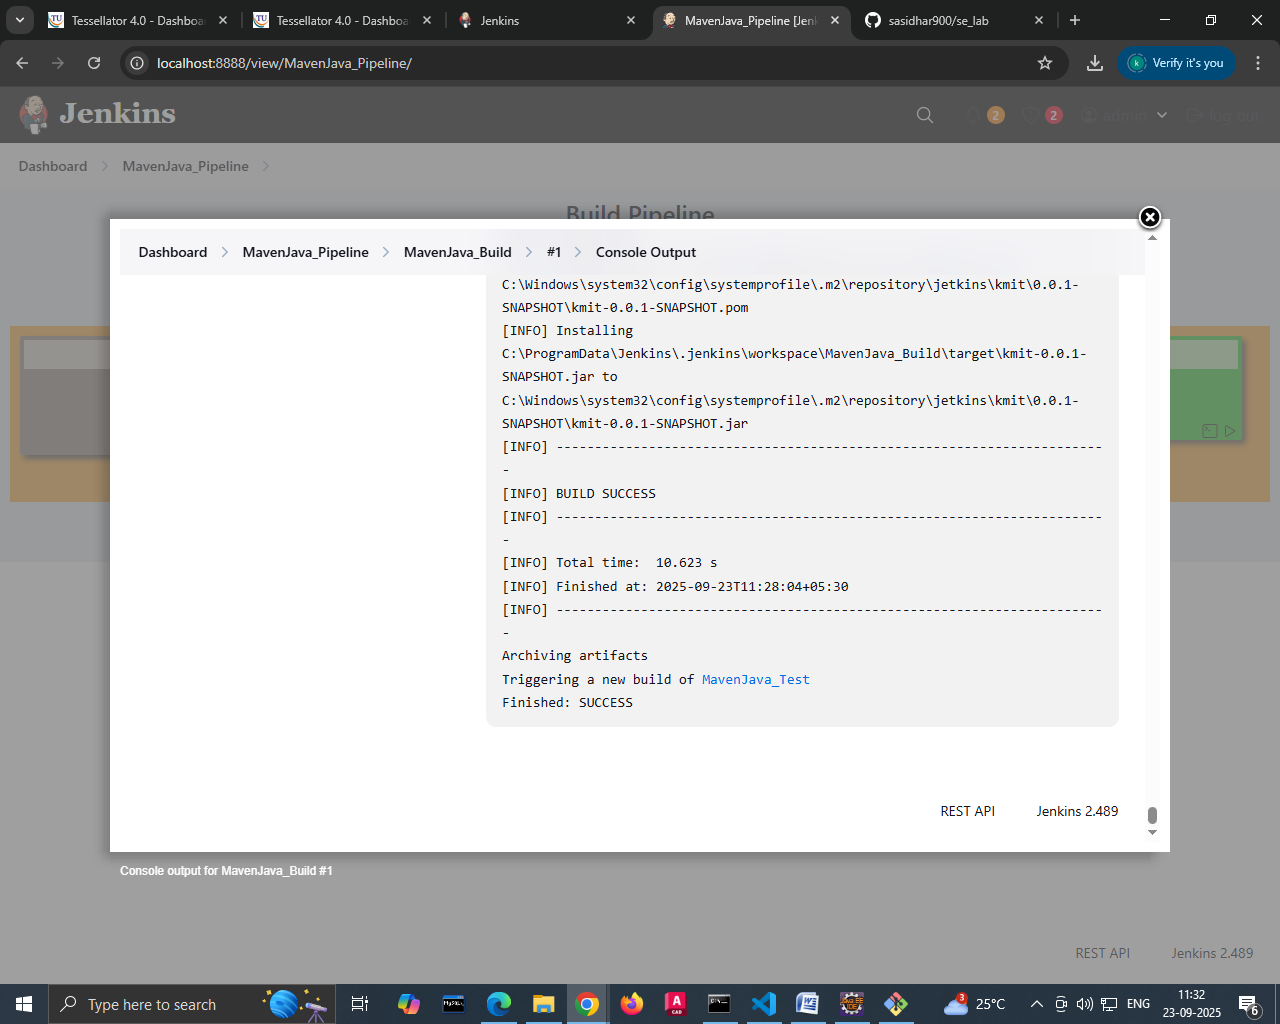 Tessellator 4.0 - Dashboa
Tessellator 4.0 - Dashboa
Jenkins
MavenJava_Pipeline [Jenk
sasidhar900/se_lab
localhost:8888/view/MavenJava_Pipeline/
Verify it's you
Jenkins
2
2
admin
log out
Dashboard
MavenJava_Pipeline
Build Pipeline
Dashboard
MavenJava_Pipeline
MavenJava_Build
#1
Console Output
C:\Windows\system32\config\systemprofile\.m2\repository\jetkins\kmit\0.0.1-
SNAPSHOT\kmit-0.0.1-SNAPSHOT.pom
[INFO] Installing
C:\ProgramData\Jenkins\.jenkins\workspace\MavenJava_Build\target\kmit-0.0.1-
SNAPSHOT.jar to
C:\Windows\system32\config\systemprofile\.m2\repository\jetkins\kmit\0.0.1-
SNAPSHOT\kmit-0.0.1-SNAPSHOT.jar
[INFO] -----------------------------------------------------------------------
-
[INFO] BUILD SUCCESS
[INFO] -----------------------------------------------------------------------
-
[INFO] Total time:  10.623 s
[INFO] Finished at: 2025-09-23T11:28:04+05:30
[INFO] -----------------------------------------------------------------------
-
Archiving artifacts
Triggering a new build of MavenJava_Test
Finished: SUCCESS
REST API
Jenkins 2.489
Console output for MavenJava_Build #1
REST API
Jenkins 2.489
Type here to search
3
25°C
ENG
11:32
23-09-2025
6